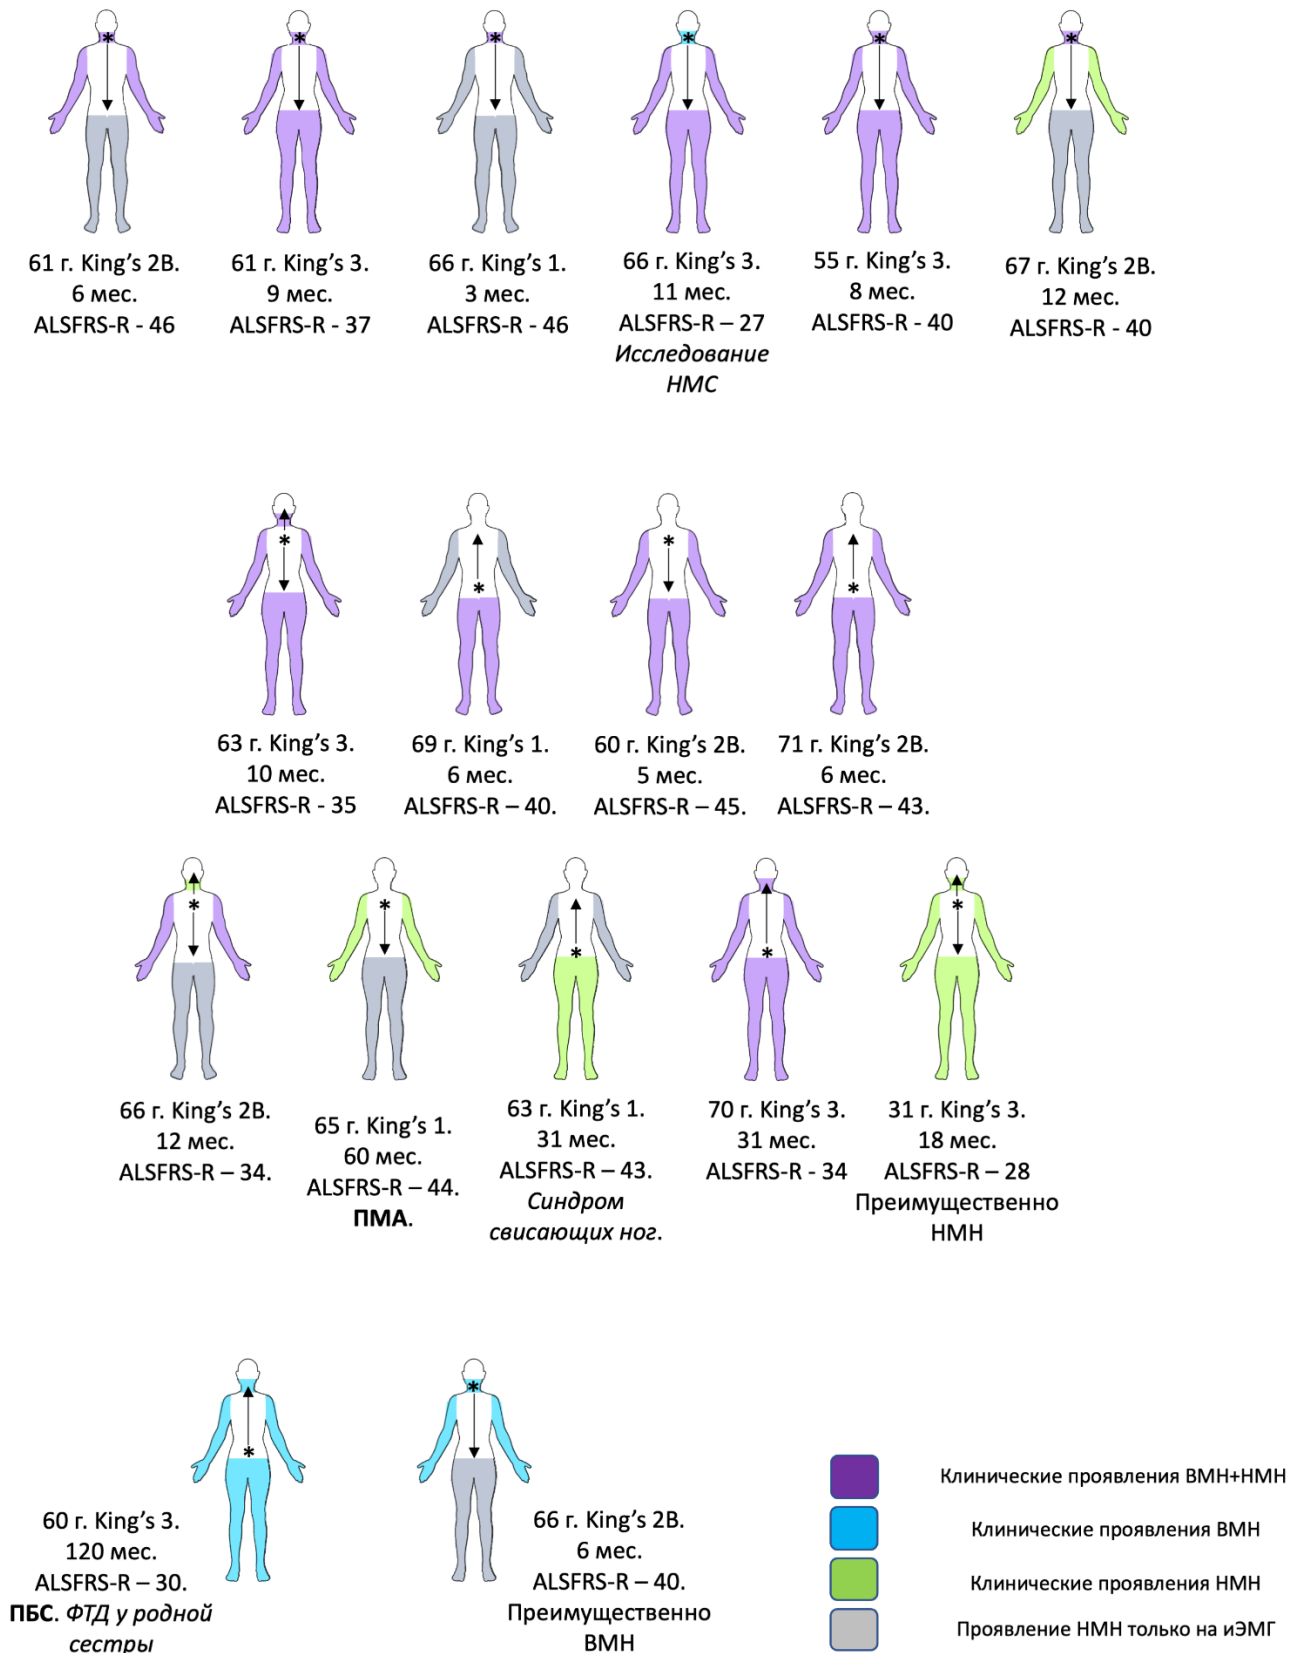 61 г. King’s 2B.
6 мес.
ALSFRS-R - 46
61 г. King’s 3.
9 мес.
ALSFRS-R - 37
66 г. King’s 1.
3 мес.
ALSFRS-R - 46
66 г. King’s 3.
11 мес.
ALSFRS-R – 27
Исследование
НМС
55 г. King’s 3.
8 мес.
ALSFRS-R - 40
67 г. King’s 2B.
12 мес.
ALSFRS-R - 40
63 г. King’s 3.
10 мес.
ALSFRS-R - 35
69 г. King’s 1.
6 мес.
ALSFRS-R – 40.
60 г. King’s 2B.
5 мес.
ALSFRS-R – 45.
71 г. King’s 2B.
6 мес.
ALSFRS-R – 43.
66 г. King’s 2B.
12 мес.
ALSFRS-R – 34.
65 г. King’s 1.
60 мес.
ALSFRS-R – 44.
ПМА.
63 г. King’s 1.
31 мес.
ALSFRS-R – 43.
Синдром
свисающих ног.
70 г. King’s 3.
31 мес.
ALSFRS-R - 34
31 г. King’s 3.
18 мес.
ALSFRS-R – 28
Преимущественно
НМН
60 г. King’s 3.
120 мес.
ALSFRS-R – 30.
ПБС. ФТД у родной
сестры
66 г. King’s 2B.
6 мес.
ALSFRS-R – 40.
Преимущественно
ВМН
Клинические проявления ВМН+НМН
Клинические проявления ВМН
Клинические проявления НМН
Проявление НМН только на иЭМГ